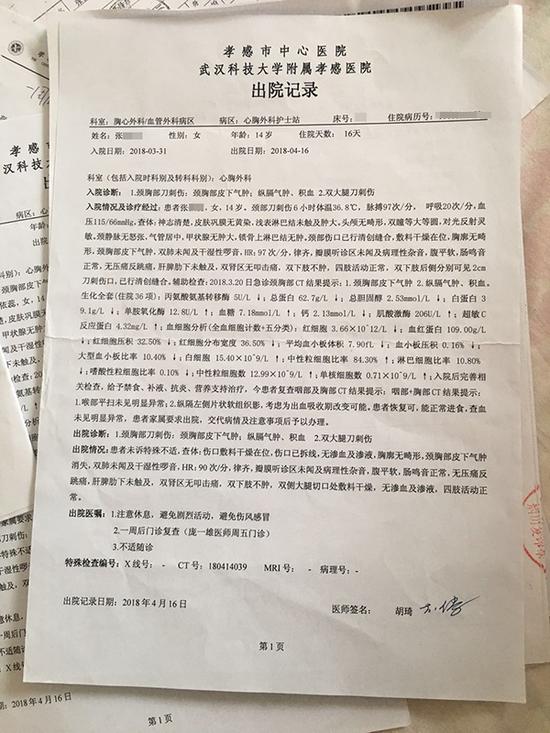 孝感市中心医院
武汉科技大学附属孝感医院
出院记录
科室：胸心外科/血管外科病区 病区：心胸外科护士站 床号： 住院病历号：
姓名：张 性别：女 年龄：14岁 住院天数：16天
入院日期：2018-03-31 出院日期：2018-04-16
科室（包括入院时科别及转科科别）：心胸外科
入院诊断：1.颈胸部刀刺伤：颈胸部皮下气肿；纵膈气肿、积血 2.双大腿刀刺伤
入院情况及诊疗经过：患者张 ，女，14岁。颈部刀刺伤6小时体温36.8℃，脉搏97次/分， 呼吸20次/分，血
压115/66mmHg，查体：神志清楚，皮肤巩膜无黄染，浅表淋巴结未触及肿大。头颅无畸形，双瞳等大等圆，对光反射灵
敏。颈静脉无怒张，气管居中，甲状腺无肿大，锁骨上淋巴结无肿。颈部伤口已行清创缝合，敷料干燥在位，胸廓无畸
形，颈胸部皮下气肿，双肺未闻及干湿性啰音，HR：97次/分，律齐，瓣膜听诊区未闻及病理性杂音，腹平软，肠鸣音
正常，无压痛反跳痛，肝脾肋下未触及，双肾区无叩击痛，双下肢不肿，四肢活动正常，双下肢后侧分别可见2cm
刀刺伤口，已行清创缝合。辅助检查：2018.3.20日急诊颈胸部CT结果提示：1.颈胸部皮下气肿 2.纵膈气肿、积血。
生化全套(住院36项)：丙氨酸氨基转移酶 5U/L↓；总蛋白 62.7g/L↓；总胆固醇 2.53mmol/L↓；白蛋白 3
9.1g/L↓；单胺氧化酶 12.8U/L↑；血糖 7.18mmol/L↑；钙 2.13mmol/L↓；肌酸激酶 206U/L↑；超敏C
反应蛋白 4.32mg/L↑；血细胞分析(全血细胞计数+五分类)：红细胞 3.66×10^12/L↓；血红蛋白 109.00g/L
↓；红细胞压积 32.50%↓；红细胞分布宽度 36.50%↓；平均血小板体积 7.90fL↓；血小板压积 0.16%↓；
大型血小板比率 10.40%↓；白细胞 15.40×10^9/L↑；中性粒细胞比率 84.30%↑；淋巴细胞比率 10.80%
↓；嗜酸性粒细胞比率 0.10%↓；中性粒细胞数 12.99×10^9/L↑；单核细胞数 0.71×10^9/L↑；入院后完善相
关检查，给予禁食、补液、抗炎、营养支持治疗，今患者复查咽部及胸部CT结果提示：咽部+胸部CT结果提示：
1.喉部平扫未见明显异常；2.纵隔左侧片状软组织影，考虑为出血吸收期改变可能。患者恢复可，能正常进食，查血
未见明显异常，患者家属要求出院，交代病情及注意事项后予以办理。
出院诊断：1.颈胸部刀刺伤：颈胸部皮下气肿；纵膈气肿、积血 2.双大腿刀刺伤
出院情况：患者未诉特殊不适，查体：伤口敷料干燥在位，伤口已拆线，无渗血及渗液，胸廓无畸形，颈胸部皮下气肿
消失，双肺未闻及干湿性啰音，HR：90次/分，律齐，瓣膜听诊区未闻及病理性杂音，腹平软，肠鸣音正常，无压痛反
跳痛，肝脾肋下未触及，双肾区无叩击痛，双下肢不肿，双侧大腿切口处敷料干燥，无渗血及渗液，四肢活动正
常。
出院医嘱：1.注意休息，避免剧烈活动，避免伤风感冒
2.一周后门诊复查（庞一雄医师周五门诊）
3.不适随诊
特殊检查编号：X线号：- CT号：180414039 MRI号：- 病理号：-
出院记录日期：2018年4月16日 医师签名： 胡琦
第1页
注意休息，
一周后门诊
不适随诊
：X线号：
2018年4月16日
第1页